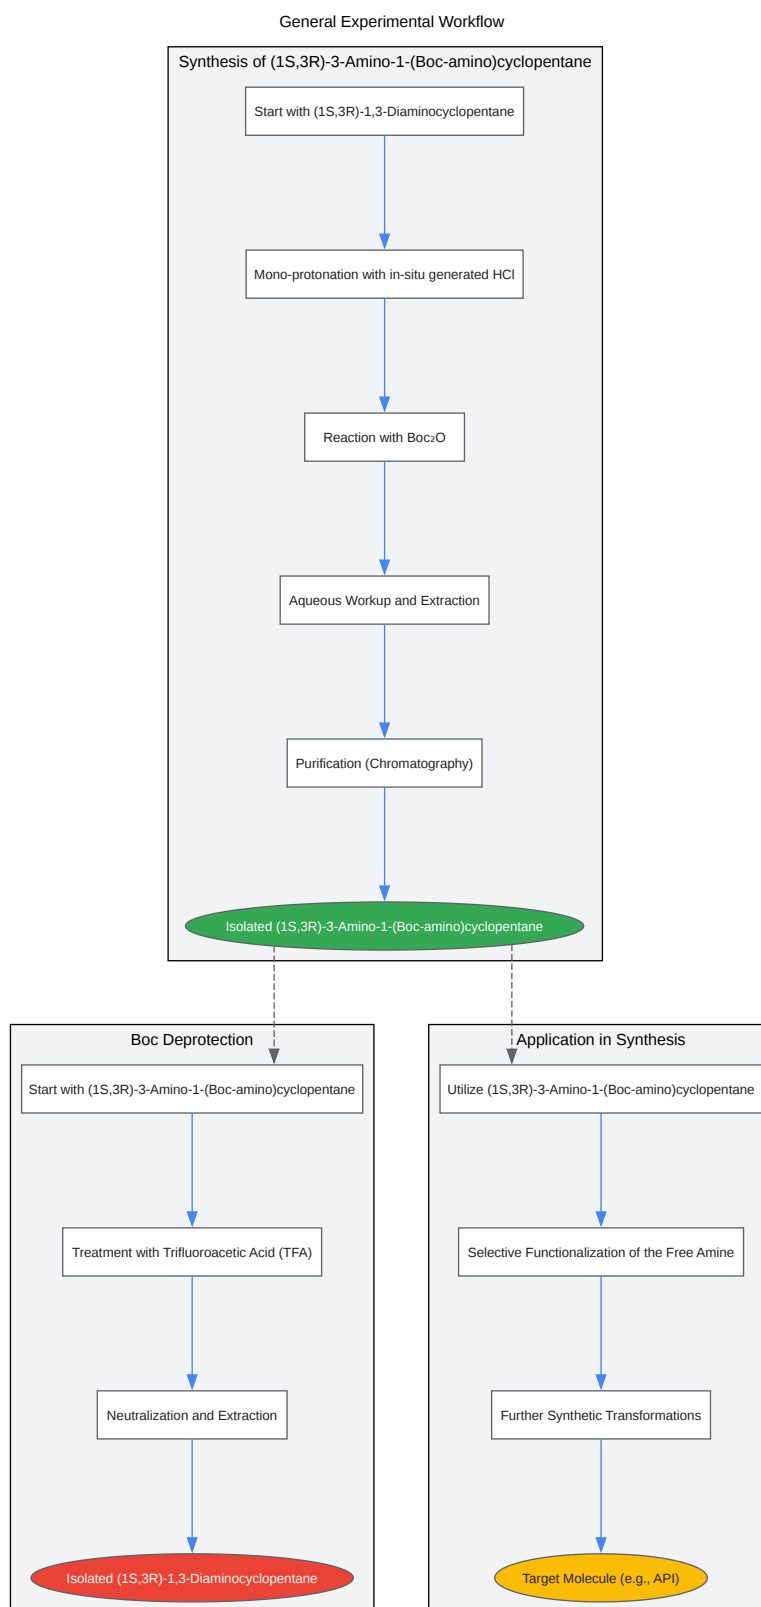 General Experimental Workflow
Synthesis of (1S,3R)-3-Amino-1-(Boc-amino)cyclopentane
Start with (1S,3R)-1,3-Diaminocyclopentane
Mono-protonation with in-situ generated HCl
Reaction with Boc₂O
Aqueous Workup and Extraction
Purification (Chromatography)
Isolated (1S,3R)-3-Amino-1-(Boc-amino)cyclopentane
Boc Deprotection
Start with (1S,3R)-3-Amino-1-(Boc-amino)cyclopentane
Treatment with Trifluoroacetic Acid (TFA)
Neutralization and Extraction
Isolated (1S,3R)-1,3-Diaminocyclopentane
Application in Synthesis
Utilize (1S,3R)-3-Amino-1-(Boc-amino)cyclopentane
Selective Functionalization of the Free Amine
Further Synthetic Transformations
Target Molecule (e.g., API)